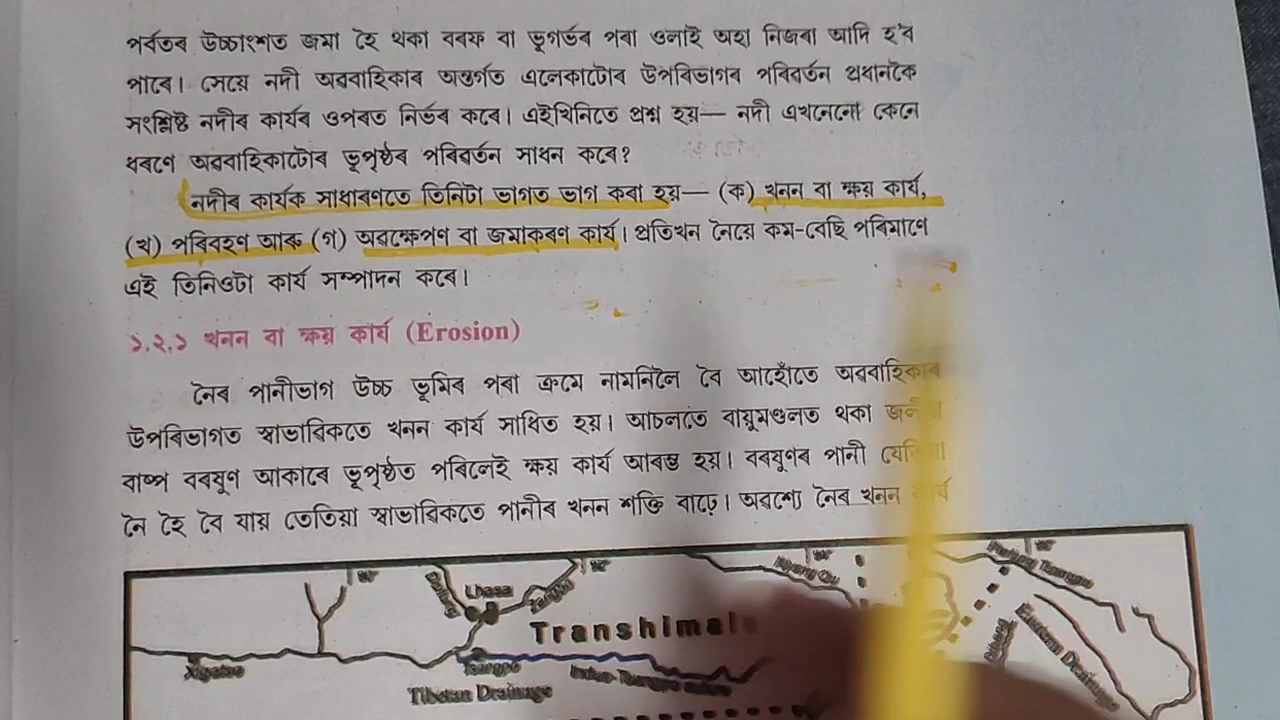 পৰ্বতৰ উচ্চাংশত জমা হৈ থকা বৰফ বা ভূগৰ্ভৰ পৰা ওলাই অহা নিজৰা আদি হ'ব
পাৰে। সেয়ে নদী অৱবাহিকাৰ অন্তৰ্গত এলেকাটোৰ উপৰিভাগৰ পৰিবৰ্তন প্ৰধানকৈ
সংশ্লিষ্ট নদীৰ কাৰ্যৰ ওপৰত নিৰ্ভৰ কৰে। এইখিনিতে প্ৰশ্ন হয়— নদী এখনেনো কেনে
ধৰণে অৱবাহিকাটোৰ ভূপৃষ্ঠৰ পৰিবৰ্তন সাধন কৰে?
নদীৰ কাৰ্যক সাধাৰণতে তিনিটা ভাগত ভাগ কৰা হয়— (ক) খনন বা ক্ষয় কাৰ্য,
(খ) পৰিবহণ আৰু (গ) অৱক্ষেপণ বা জমাকৰণ কাৰ্য। প্ৰতিখন নৈয়ে কম-বেছি পৰিমাণে
এই তিনিওটা কাৰ্য সম্পাদন কৰে।
১.২.১ খনন বা ক্ষয় কাৰ্য (Erosion)
নৈৰ পানীভাগ উচ্চ ভূমিৰ পৰা ক্ৰমে নামনিলৈ বৈ আহোঁতে অৱবাহিকাৰ
উপৰিভাগত স্বাভাৱিকতে খনন কাৰ্য সাধিত হয়। আচলতে বায়ুমণ্ডলত থকা
বাষ্প বৰষুণ আকাৰে ভূপৃষ্ঠত পৰিলেই ক্ষয় কাৰ্য আৰম্ভ হয়। বৰষুণৰ পানী
নৈ হৈ বৈ যায় তেতিয়া স্বাভাৱিকতে পানীৰ খনন শক্তি বাঢ়ে। অৱশ্যে নৈৰ খনন
Lhasa
Transhimala
Xigatse
Tsangpo
Tibetan Drainage
Eastern Drainage